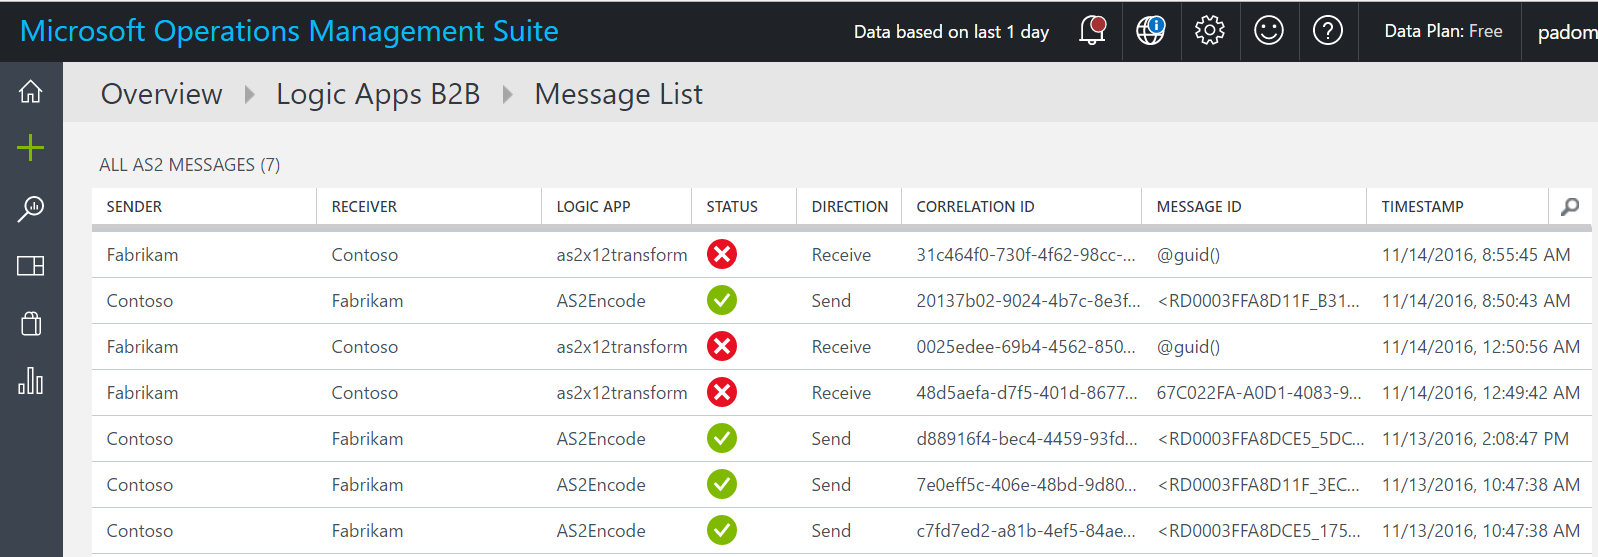 Microsoft Operations Management Suite Data based on last 1 day Data Plan: Free padom
Overview Logic Apps B2B Message List
ALL AS2 MESSAGES (7)
SENDER RECEIVER LOGIC APP STATUS DIRECTION CORRELATION ID MESSAGE ID TIMESTAMP
Fabrikam Contoso as2x12transform Receive 31c464f0-730f-4f62-98cc-... @guid() 11/14/2016, 8:55:45 AM
Contoso Fabrikam AS2Encode Send 20137b02-9024-4b7c-8e3f... <RD0003FFA8D11F_B31... 11/14/2016, 8:50:43 AM
Fabrikam Contoso as2x12transform Receive 0025edee-69b4-4562-850... @guid() 11/14/2016, 12:50:56 AM
Fabrikam Contoso as2x12transform Receive 48d5aefa-d7f5-401d-8677... 67C022FA-A0D1-4083-9... 11/14/2016, 12:49:42 AM
Contoso Fabrikam AS2Encode Send d88916f4-bec4-4459-93fd... <RD0003FFA8DCE5_5DC... 11/13/2016, 2:08:47 PM
Contoso Fabrikam AS2Encode Send 7e0eff5c-406e-48bd-9d80... <RD0003FFA8D11F_3EC... 11/13/2016, 10:47:38 AM
Contoso Fabrikam AS2Encode Send c7fd7ed2-a81b-4ef5-84ae... <RD0003FFA8DCE5_175... 11/13/2016, 10:47:38 AM